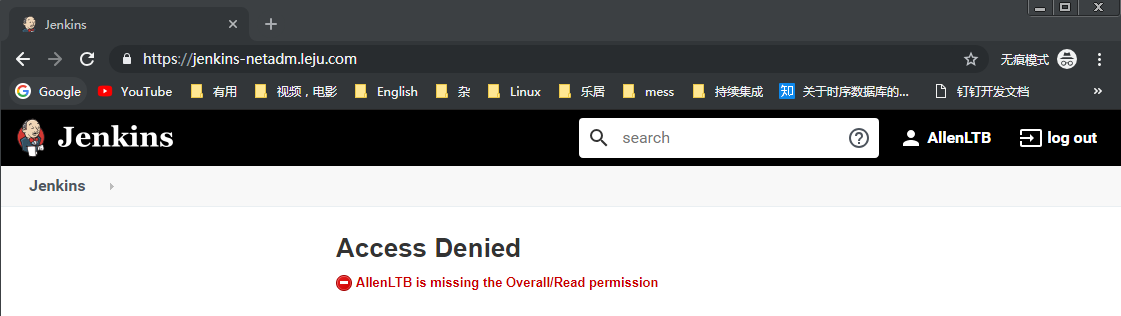 Jenkins
https://jenkins-netadm.leju.com
无痕模式
Google YouTube 有用 视频，电影 English 杂 Linux 乐居 mess 持续集成 知 关于时序数据库的... 钉钉开发文档 »
Jenkins search AllenLTB log out
Jenkins
Access Denied
AllenLTB is missing the Overall/Read permission